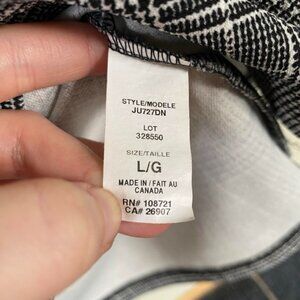 STYLE/MODELE
JU727DN
LOT
328550
SIZE/TAILLE
L/G
MADE IN / FAIT AU
CANADA
RN# 108721
CA# 26907